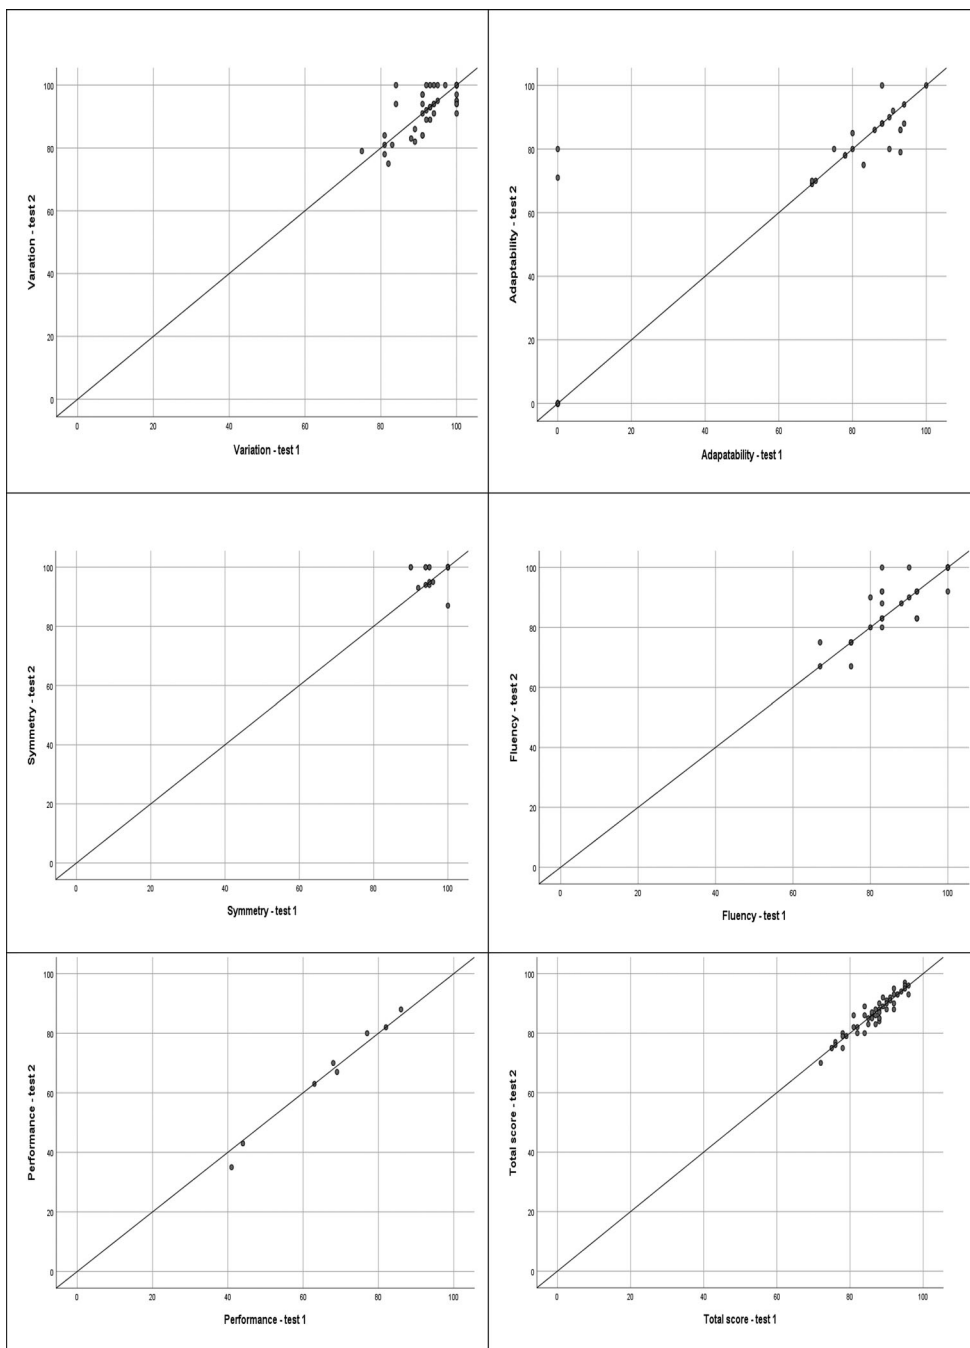 Varation - test 2
100
80
60
40
20
0
0 20 40 60 80 100
Variation - test 1
Adaptability - test 2
100
80
60
40
20
0
0 20 40 60 80 100
Adapatability - test 1
Symmetry - test 2
100
80
60
40
20
0
0 20 40 60 80 100
Symmetry - test 1
Fluency - test 2
100
80
60
40
20
0
0 20 40 60 80 100
Fluency - test 1
Performance - test 2
100
80
60
40
20
0
0 20 40 60 80 100
Performance - test 1
Total score - test 2
100
80
60
40
20
0
0 20 40 60 80 100
Total score - test 1